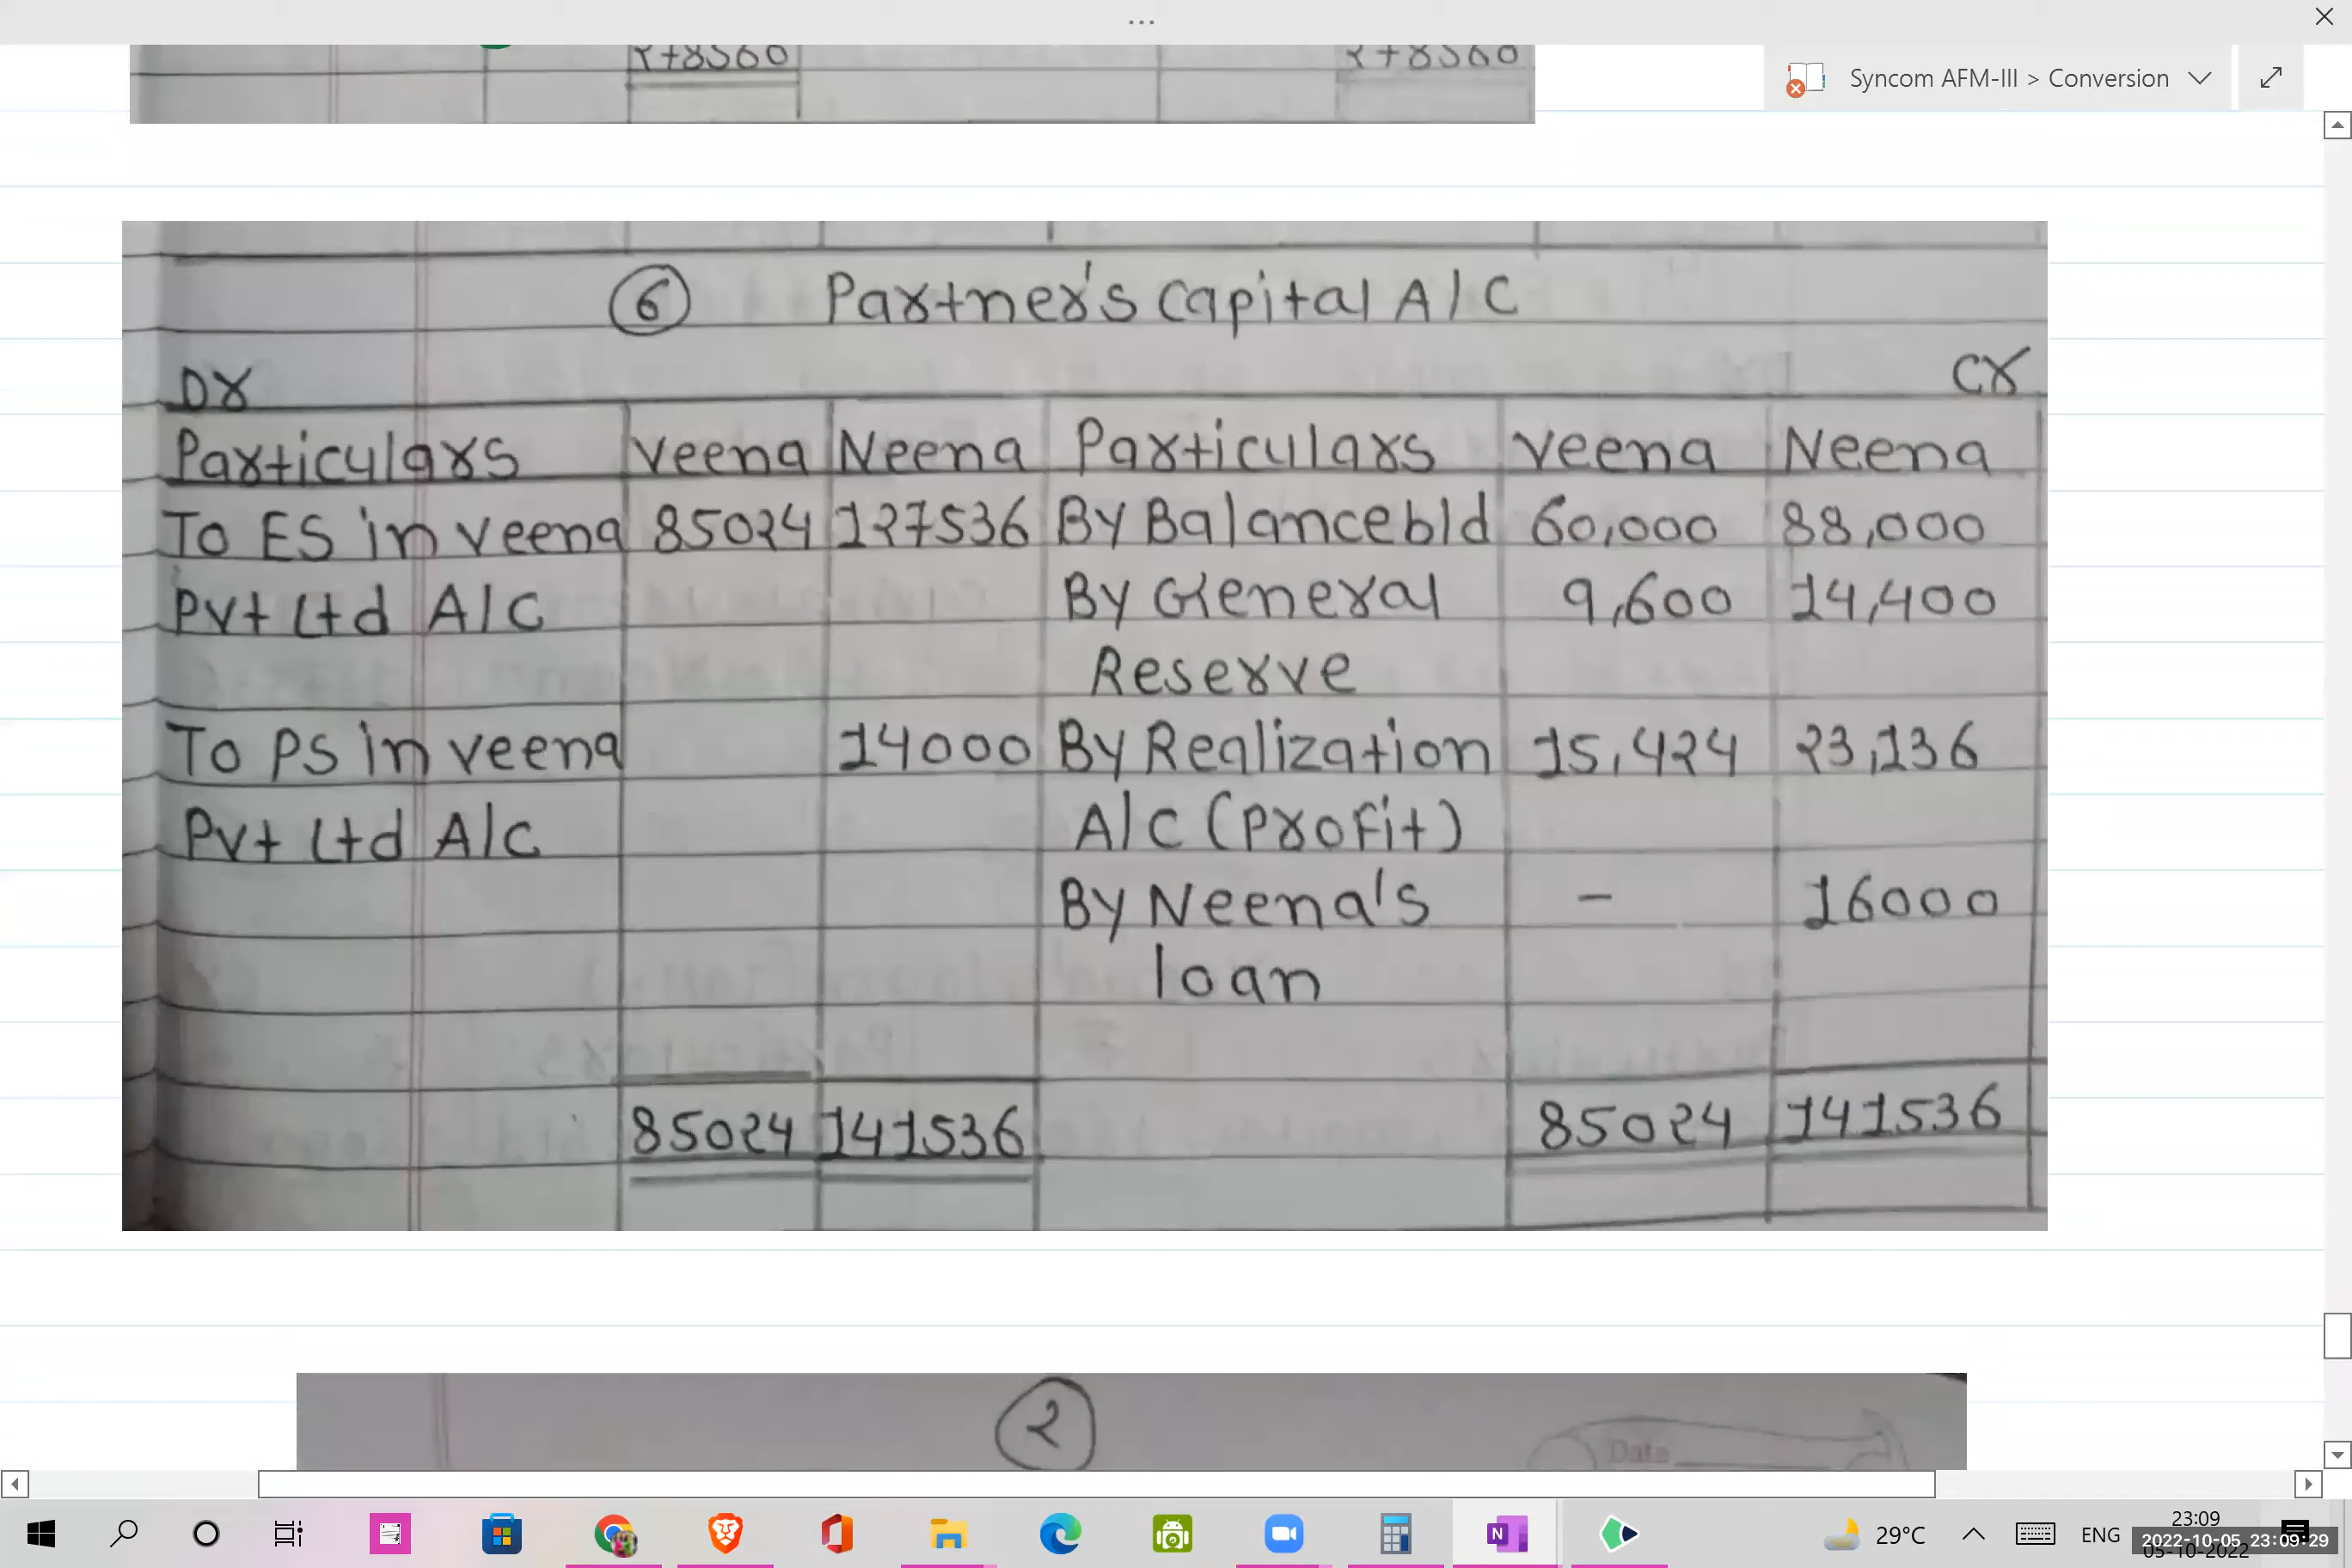 ...
Syncom AFM-III > Conversion
278560 278560
6 Partner's Capital A/C
Dr Cr
Particulars Veena Neena Particulars Veena Neena
To ES in veena 85024 127536 By Balance b/d 60,000 88,000
Pvt Ltd A/C By General 9,600 14,400
Reserve
To PS in veena 14000 By Realization 15,424 23,136
Pvt Ltd A/C A/C (Profit)
By Neena's - 16000
loan
85024 141536 85024 141536
2
Date
29°C ENG 23:09
2022-10-05 23:09:29
05-10-2022